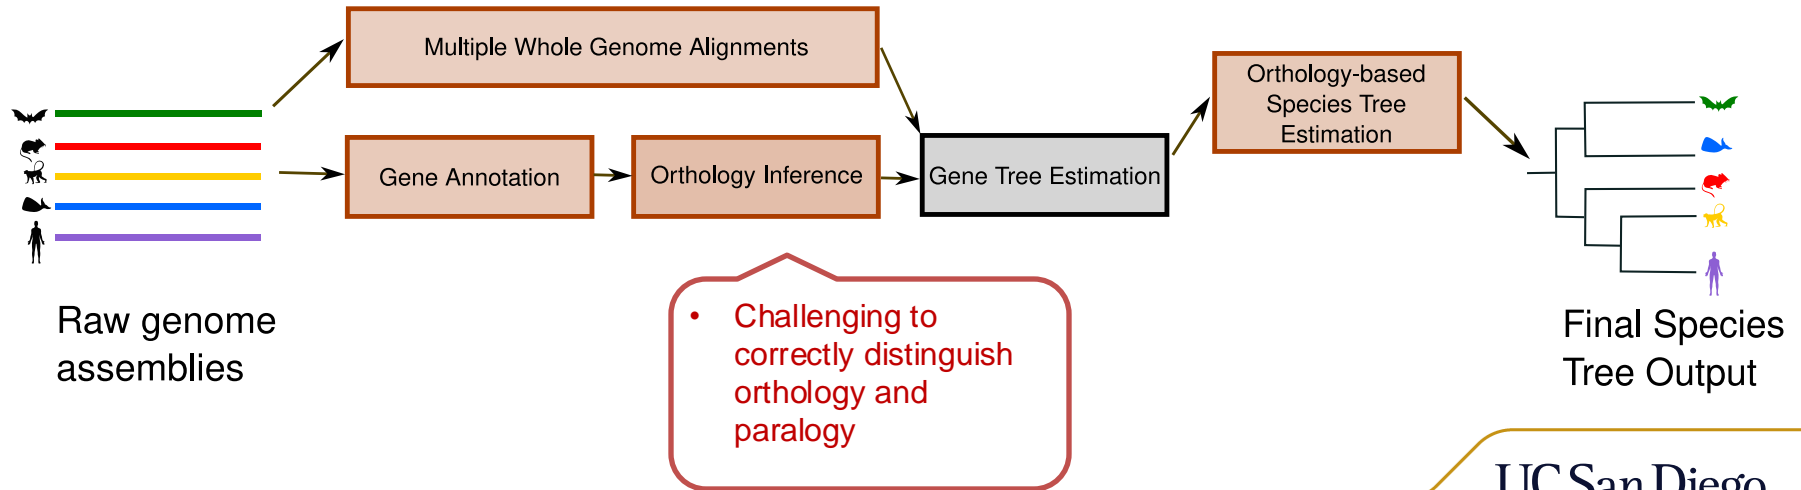 Multiple Whole Genome Alignments
Gene Annotation
Orthology Inference
Gene Tree Estimation
Orthology-based
Species Tree
Estimation
Raw genome
assemblies
• Challenging to
correctly distinguish
orthology and
paralogy
Final Species
Tree Output
UC San Diego